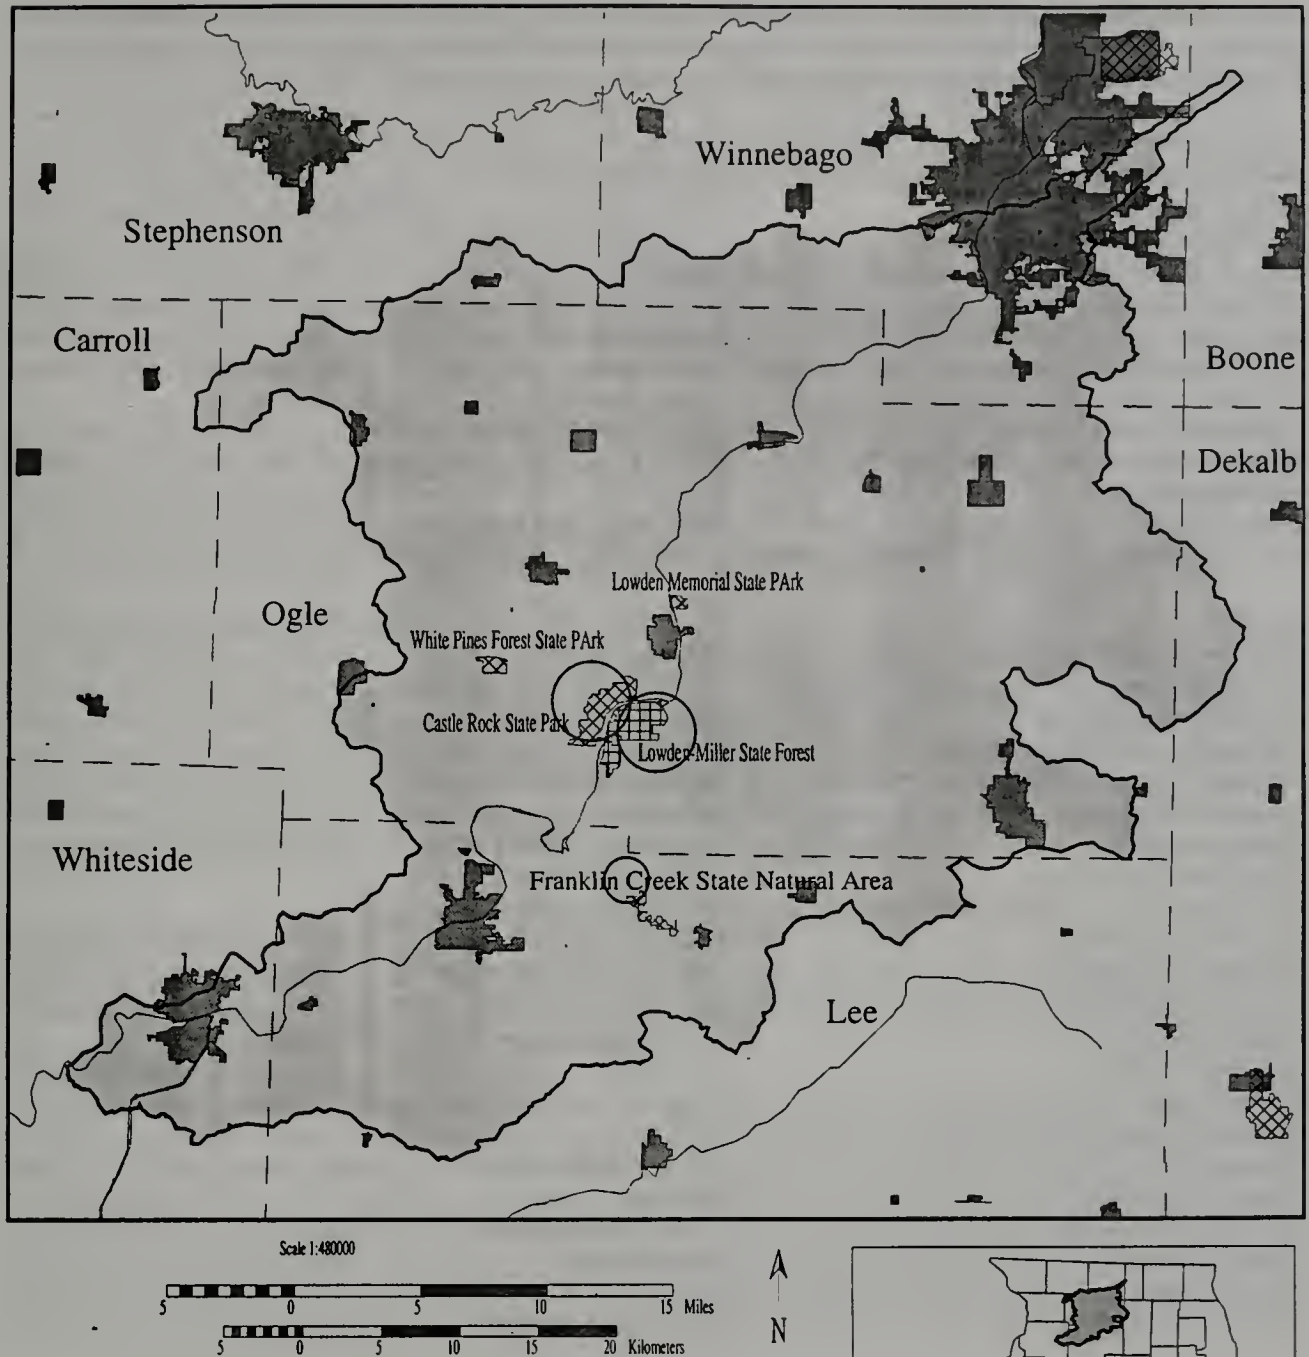 Winnebago
Stephenson
Carroll
Boone
Dekalb
Lowden Memorial State PArk
Ogle
White Pines Forest State PArk
Castle Rock State Park
Lowden-Miller State Forest
Whiteside
Franklin Creek State Natural Area
Lee
Scale 1:480000
5 0 5 10 15 Miles
N
5 0 5 10 15 20 Kilometers